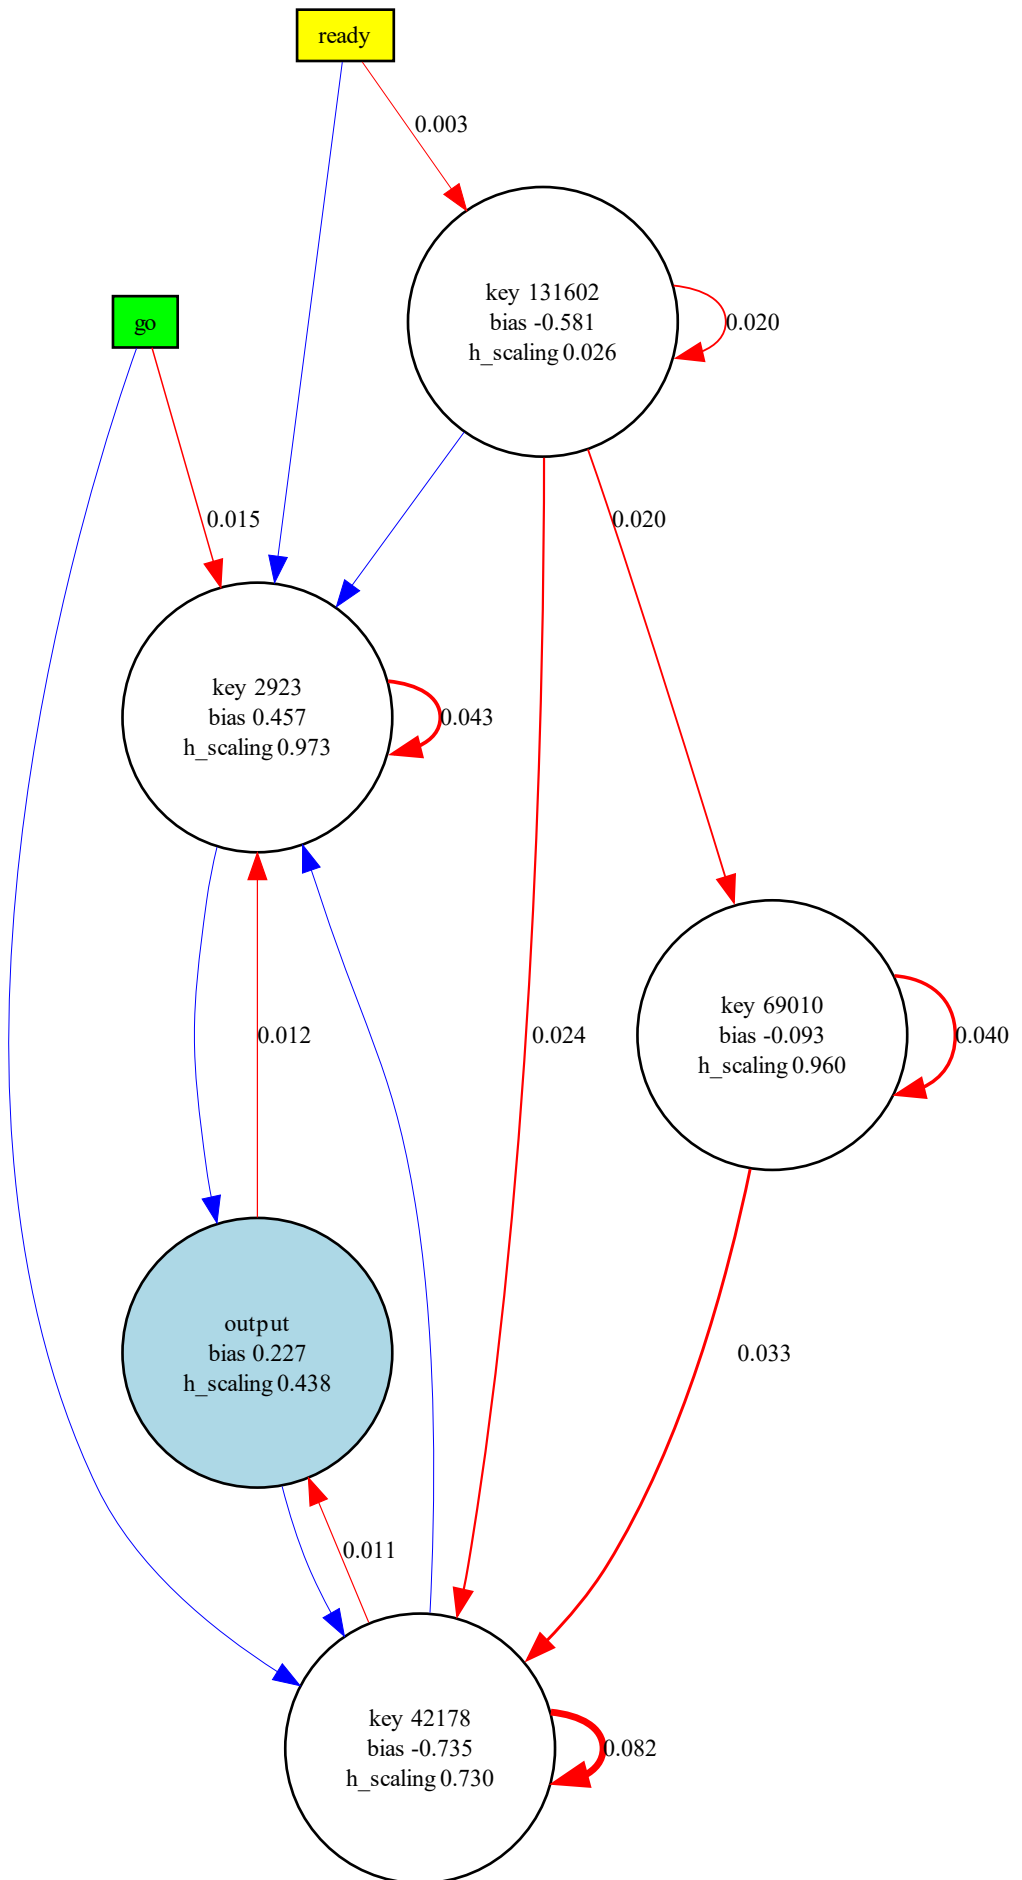 ready
0.003
key 131602
bias -0.581
h_scaling 0.026
0.020
go
0.015
0.020
key 2923
bias 0.457
h_scaling 0.973
0.043
0.012
0.024
key 69010
bias -0.093
h_scaling 0.960
0.040
output
bias 0.227
h_scaling 0.438
0.033
0.011
key 42178
bias -0.735
h_scaling 0.730
0.082